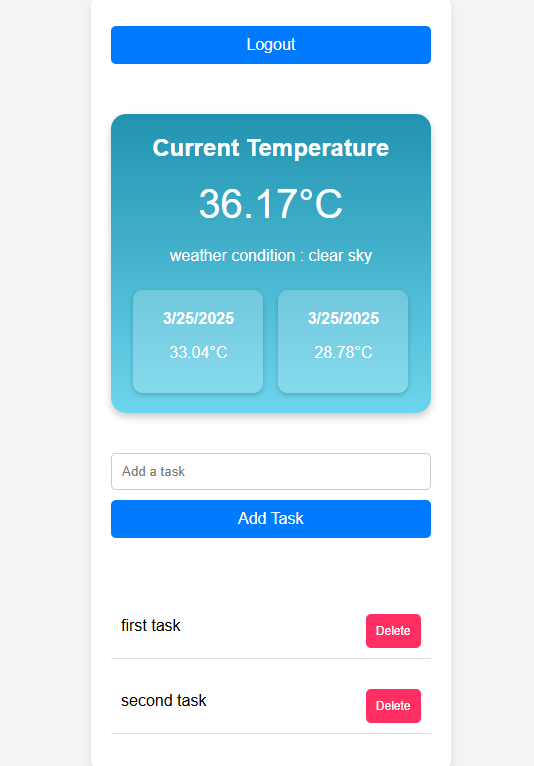 Logout
Current Temperature
36.17°C
weather condition : clear sky
3/25/2025
33.04°C
3/25/2025
28.78°C
Add a task
Add Task
first task
Delete
second task
Delete